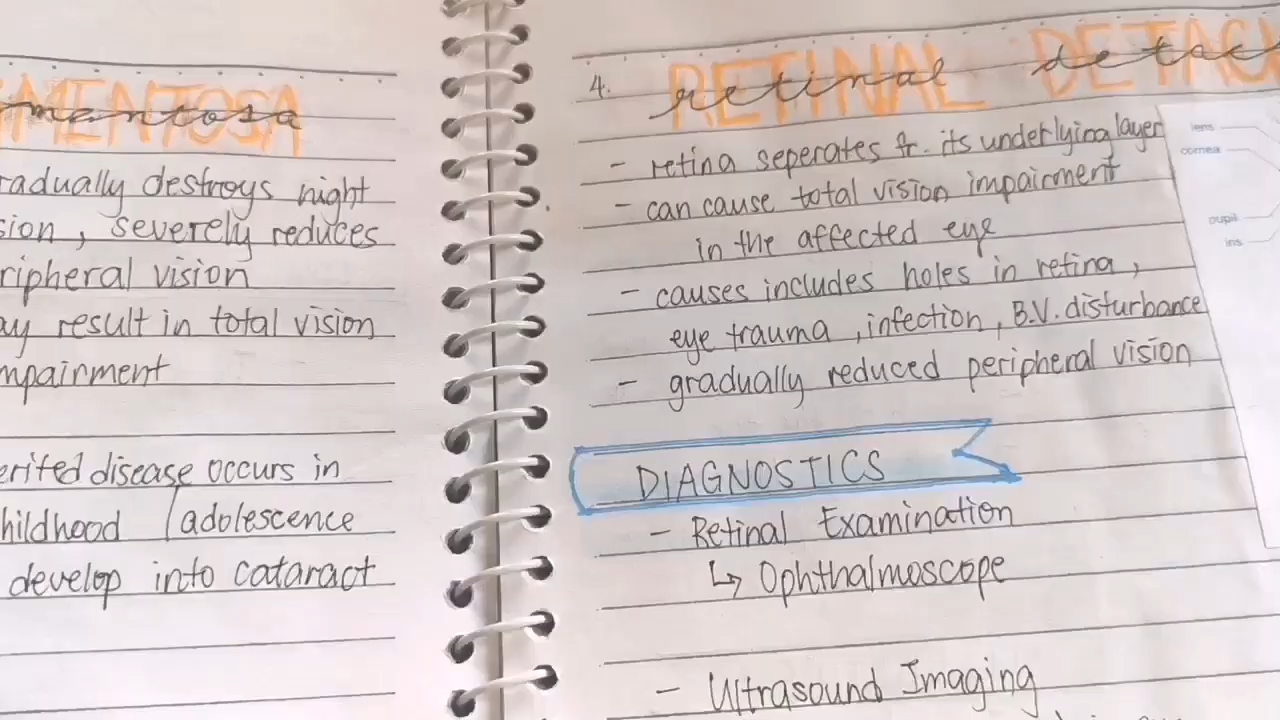 mentosa
MENTOSA
radually destroys night
sion, severely reduces
ripheral vision
ay result in total vision
mpairment
erited disease occurs in
hildhood / adolescence
develop into cataract
4. retinal detac
RETINAL DETAC
- retina seperates fr. its underlying layer
- can cause total vision impairment
in the affected eye
- causes includes holes in retina,
eye trauma, infection, B.V. disturbance
- gradually reduced peripheral vision
DIAGNOSTICS
- Retinal Examination
↳ Ophthalmoscope
- Ultrasound Imaging
lens
cornea
pupil
iris